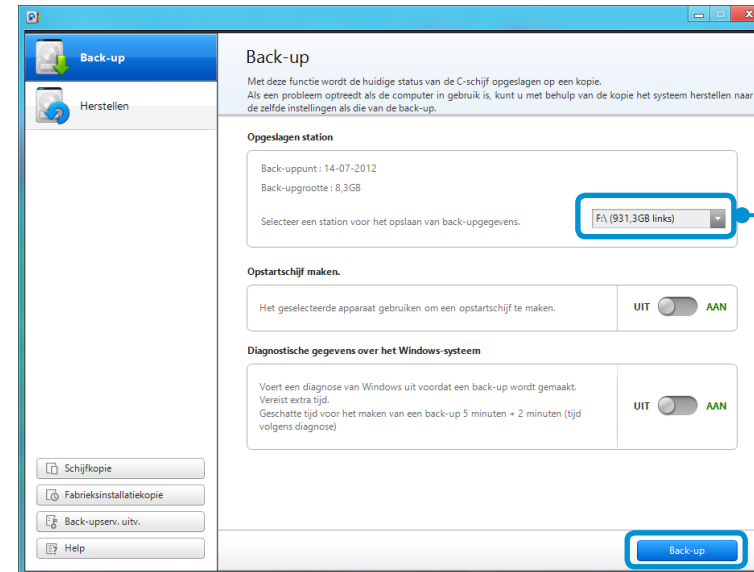 Back-up
Herstellen
Back-up
Met deze functie wordt de huidige status van de C-schijf opgeslagen op een kopie.
Als een probleem optreedt als de computer in gebruik is, kunt u met behulp van de kopie het systeem herstellen naar
de zelfde instellingen als die van de back-up.
Opgeslagen station
Back-uppunt : 14-07-2012
Back-upgrootte : 8,3GB
Selecteer een station voor het opslaan van back-upgegevens.
F:\ (931,3GB links)
Opstartschijf maken.
Het geselecteerde apparaat gebruiken om een opstartschijf te maken.
UIT AAN
Diagnostische gegevens over het Windows-systeem
Voert een diagnose van Windows uit voordat een back-up wordt gemaakt.
Vereist extra tijd.
Geschatte tijd voor het maken van een back-up 5 minuten + 2 minuten (tijd
volgens diagnose)
UIT AAN
Schijfkopie
Fabrieksinstallatiekopie
Back-upserv. uitv.
Help
Back-up